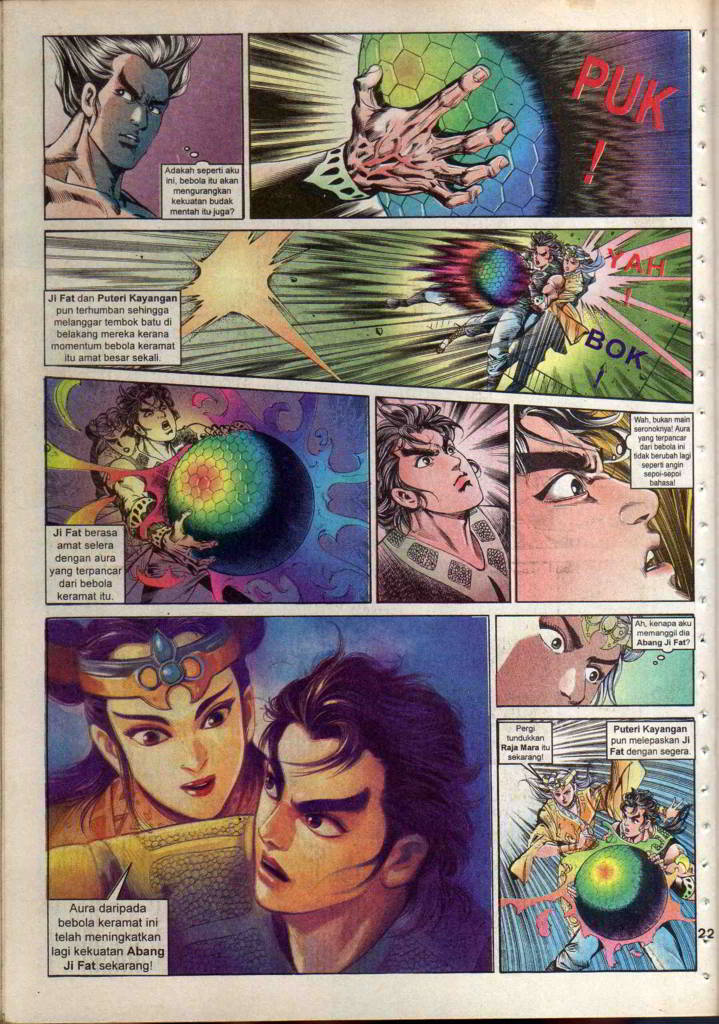 Adakah seperti aku
ini, bebola itu akan
mengurangkan
kekuatan budak
mentah itu juga?
PUK
!
Ji Fat dan Puteri Kayangan
pun terhumban sehingga
melanggar tembok batu di
belakang mereka kerana
momentum bebola keramat
itu amat besar sekali.
YAH
!
BOK
!
Ji Fat berasa
amat selera
dengan aura
yang terpancar
dari bebola
keramat itu.
Wah, bukan main
seronoknya! Aura
yang terpancar
dari bebola ini
tidak berubah lagi
seperti angin
sepoi-sepoi
bahasa!
Aura daripada
bebola keramat ini
telah meningkatkan
lagi kekuatan Abang
Ji Fat sekarang!
Ah, kenapa aku
memanggil dia
Abang Ji Fat?
Pergi
tundukkan
Raja Mara itu
sekarang!
Puteri Kayangan
pun melepaskan Ji
Fat dengan segera.
22